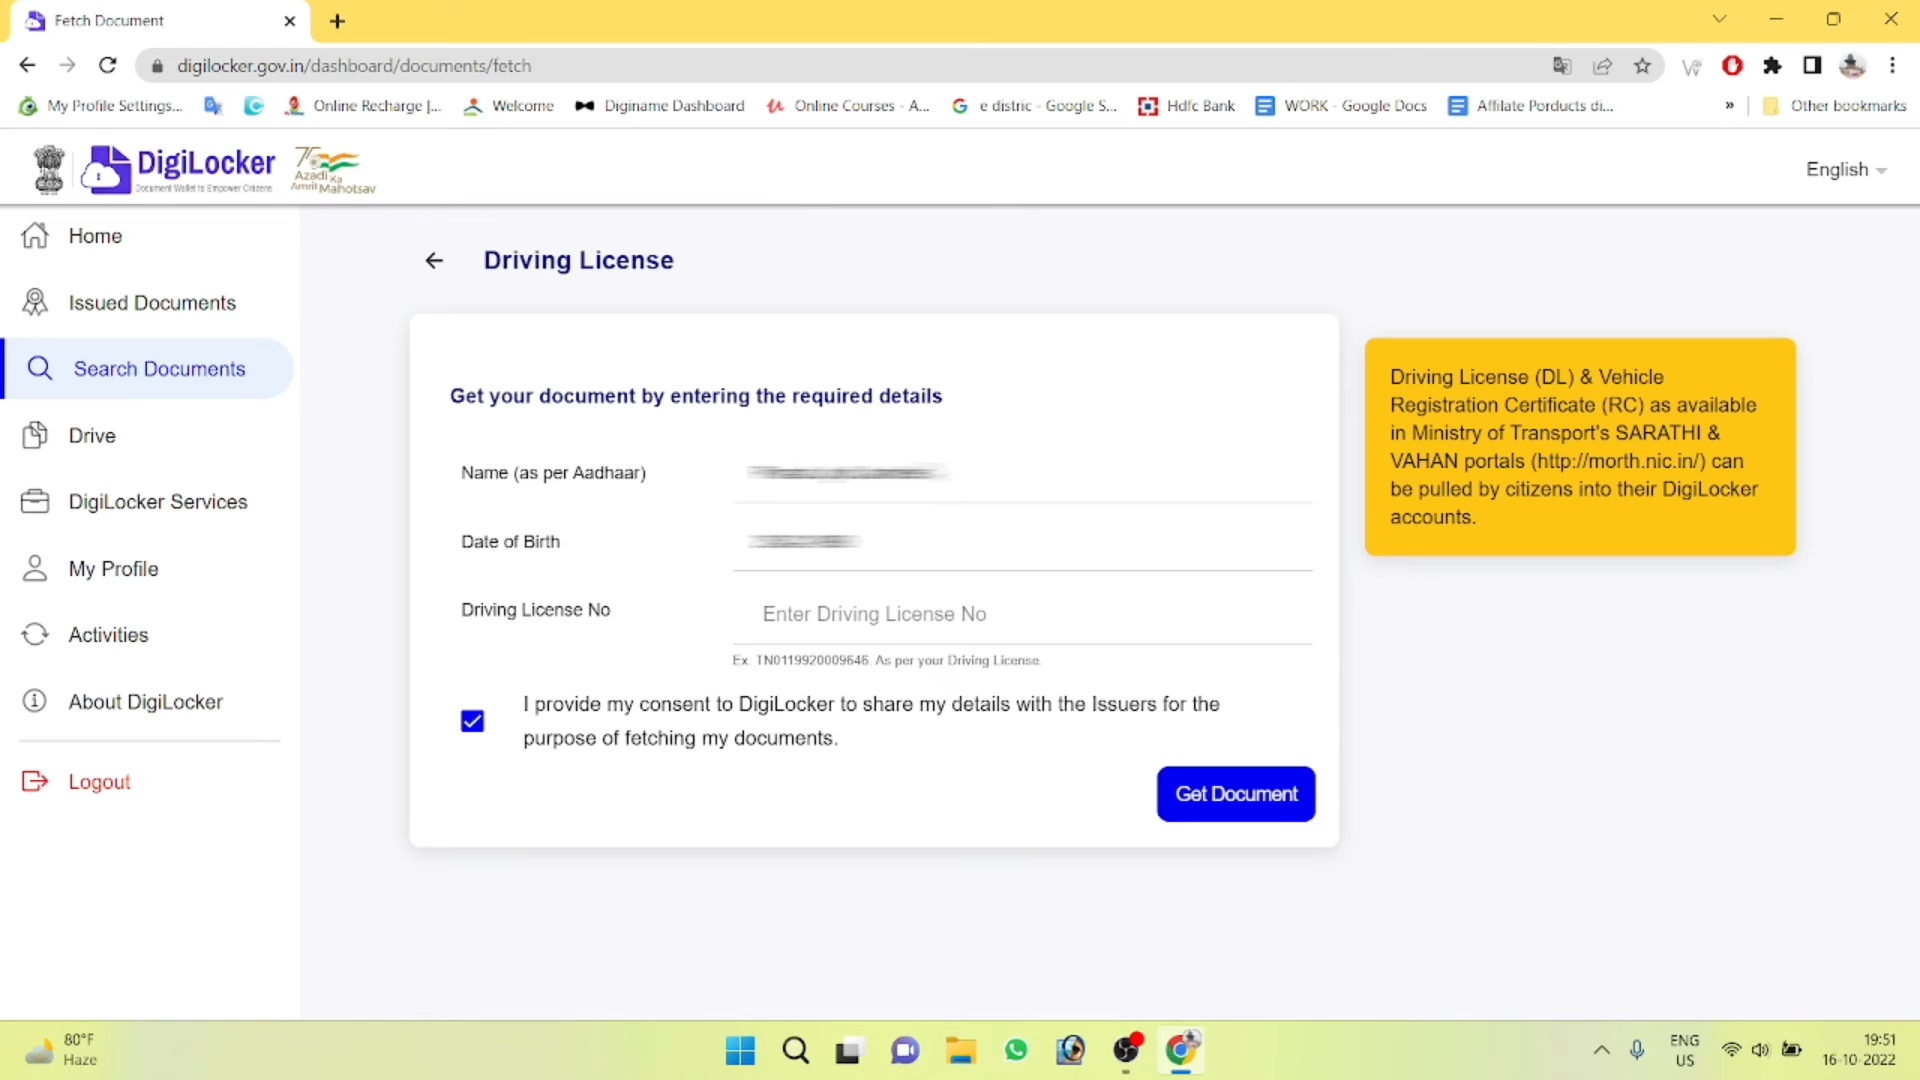 Fetch Document
digilocker.gov.in/dashboard/documents/fetch
My Profile Settings...
Online Recharge |...
Welcome
Diginame Dashboard
Online Courses - A...
e distric - Google S...
Hdfc Bank
WORK - Google Docs
Affilate Porducts di...
»
Other bookmarks
DigiLocker
Document Wallet to Empower Citizens
75
Azadi Ka
Amrit Mahotsav
English
Home
Issued Documents
Search Documents
Drive
DigiLocker Services
My Profile
Activities
About DigiLocker
Logout
Driving License
Get your document by entering the required details
Name (as per Aadhaar)
Date of Birth
Driving License No
Enter Driving License No
Ex. TN0119920009646. As per your Driving License.
I provide my consent to DigiLocker to share my details with the Issuers for the
purpose of fetching my documents.
Get Document
Driving License (DL) & Vehicle
Registration Certificate (RC) as available
in Ministry of Transport's SARATHI &
VAHAN portals (http://morth.nic.in/) can
be pulled by citizens into their DigiLocker
accounts.
80°F
Haze
ENG
US
19:51
16-10-2022